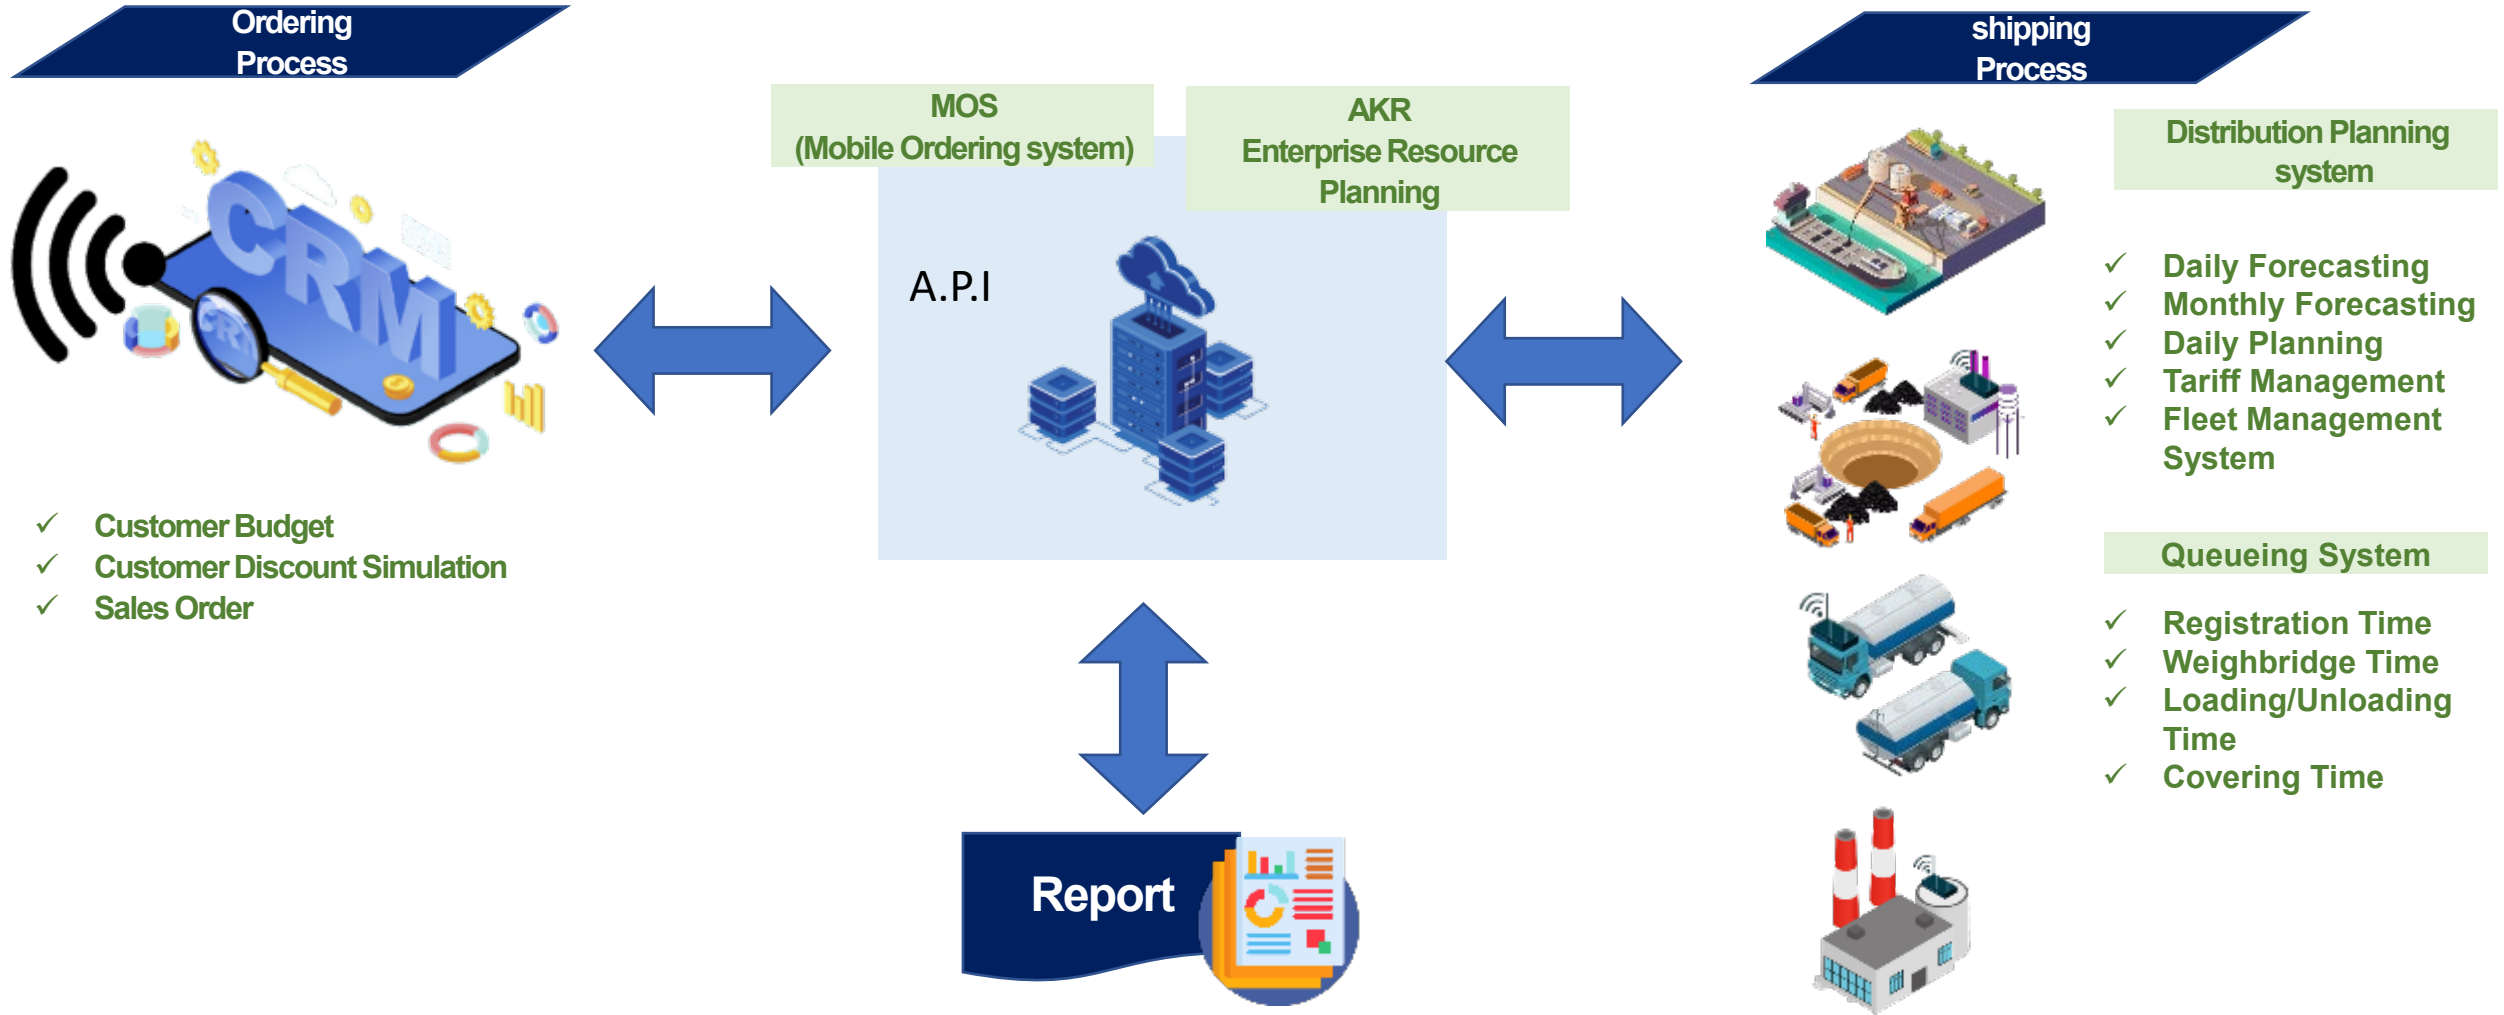 Ordering
Process
shipping
Process
MOS
(Mobile Ordering system)
AKR
Enterprise Resource
Planning
Distribution Planning
system
CRM
CRM
A.P.I
✓ Daily Forecasting
✓ Monthly Forecasting
✓ Daily Planning
✓ Tariff Management
✓ Fleet Management
System
✓ Customer Budget
✓ Customer Discount Simulation
✓ Sales Order
Queueing System
✓ Registration Time
✓ Weighbridge Time
✓ Loading/Unloading
Time
✓ Covering Time
Report